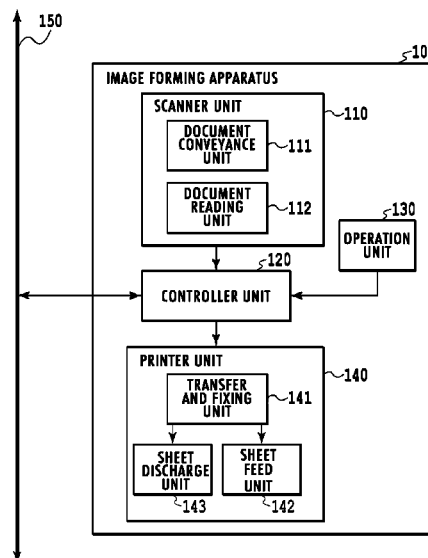 150
10
IMAGE FORMING APPARATUS
SCANNER UNIT
110
DOCUMENT
CONVEYANCE
UNIT
111
DOCUMENT
READING
UNIT
112
130
OPERATION
UNIT
120
CONTROLLER UNIT
PRINTER UNIT
140
TRANSFER
AND FIXING
UNIT
141
SHEET
DISCHARGE
UNIT
143
SHEET
FEED
UNIT
142